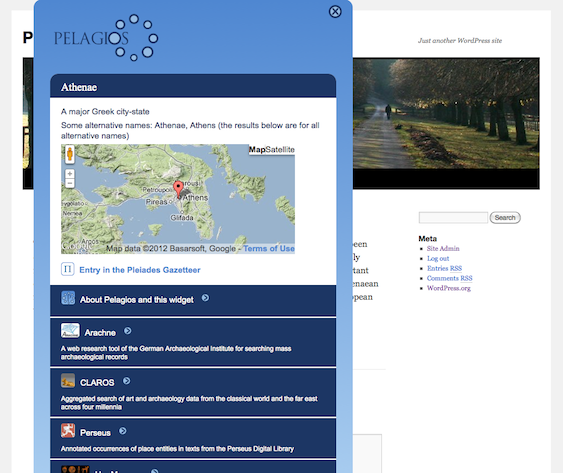 PELAGIOS
P
Just another WordPress site
Athenae
A major Greek city-state
Some alternative names: Athenae, Athens (the results below are for all
alternative names)
MapSatellite
Petroupoli
Pireas
Athens
Glifada
Argos
Google
Map data ©2012 Basarsoft, Google - Terms of Use
Entry in the Pleiades Gazetteer
About Pelagios and this widget
Arachne
A web research tool of the German Archaeological Institute for searching mass
archaeological records
CLAROS
Aggregated search of art and archaeology data from the classical world and the far east
across four millennia
Perseus
Annotated occurrences of place entities in texts from the Perseus Digital Library
Search
Meta
Site Admin
Log out
Entries RSS
Comments RSS
WordPress.org
een
ly
tant
enaean
opean